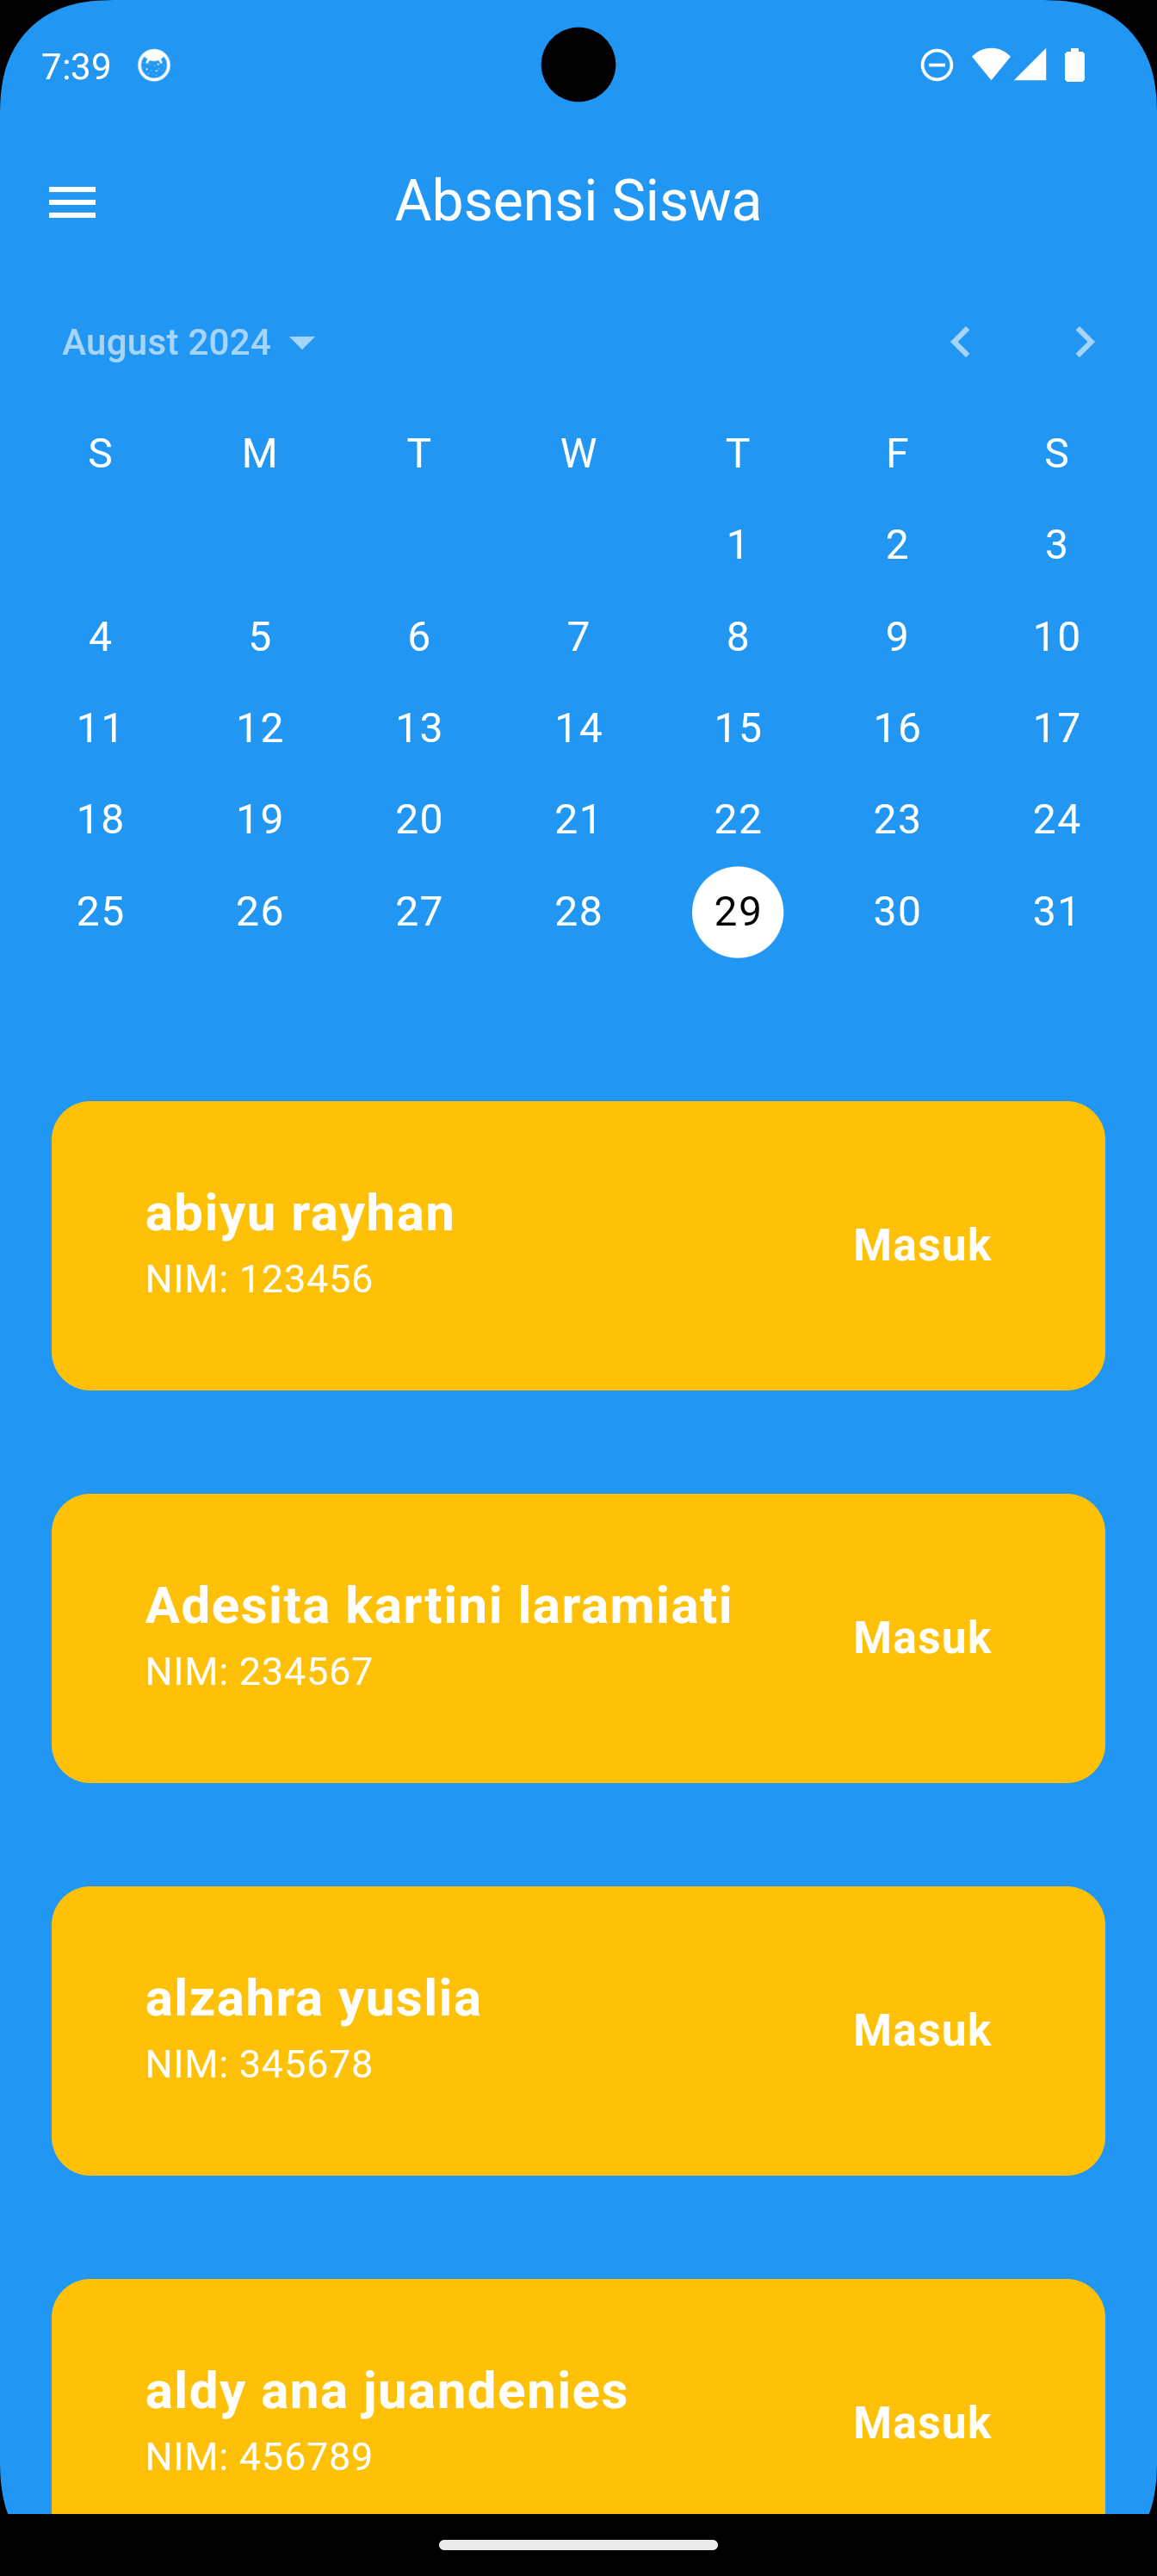 7:39
Absensi Siswa
August 2024
S M T W T F S
1 2 3
4 5 6 7 8 9 10
11 12 13 14 15 16 17
18 19 20 21 22 23 24
25 26 27 28 29 30 31
abiyu rayhan
Masuk
NIM: 123456
Adesita kartini laramiati
Masuk
NIM: 234567
alzahra yuslia
Masuk
NIM: 345678
aldy ana juandenies
Masuk
NIM: 456789